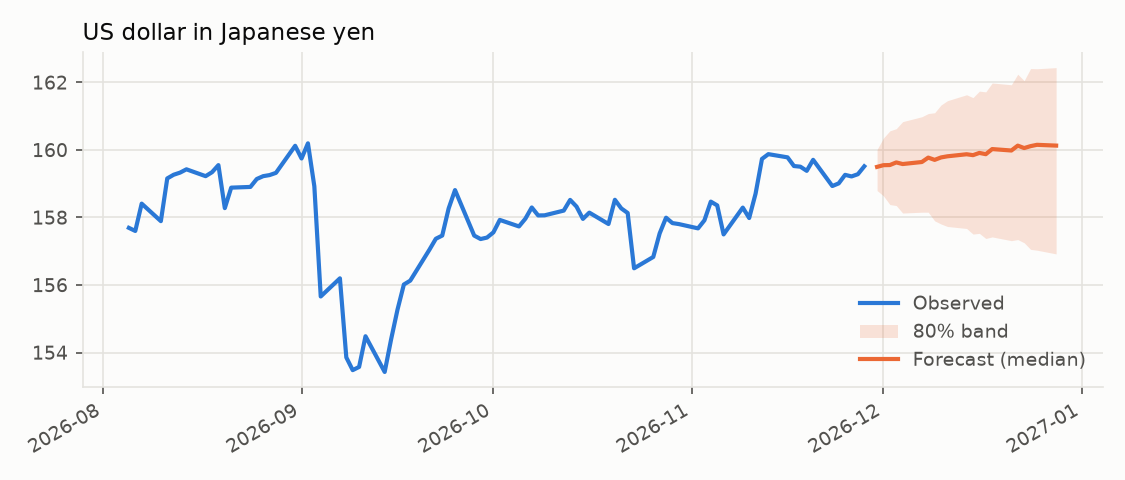 US dollar in Japanese yen
162
160
158
156
154
Observed
80% band
Forecast (median)
2026-08
2026-09
2026-10
2026-11
2026-12
2027-01